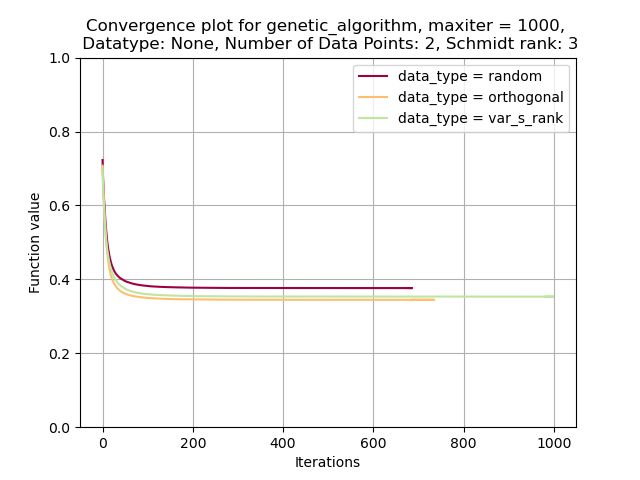 Convergence plot for genetic_algorithm, maxiter = 1000,
Datatype: None, Number of Data Points: 2, Schmidt rank: 3
data_type = random
data_type = orthogonal
data_type = var_s_rank
1.0
0.8
0.6
0.4
0.2
0.0
Function value
0 200 400 600 800 1000
Iterations